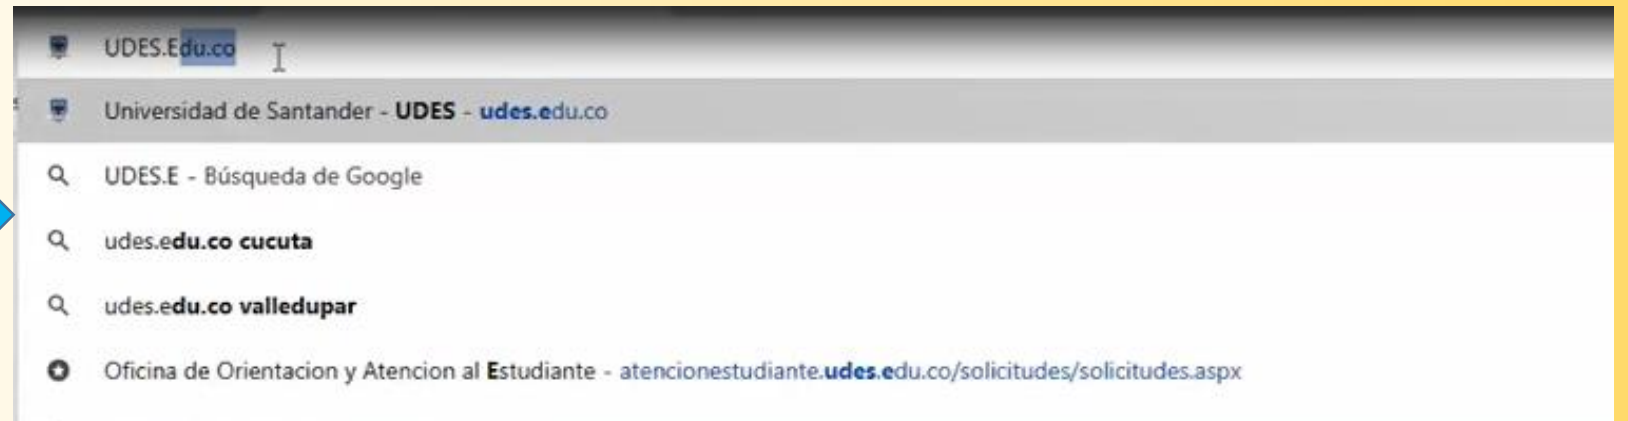 UDES.Edu.co
Universidad de Santander - UDES - udes.edu.co
UDES.E - Búsqueda de Google
udes.edu.co cucuta
udes.edu.co valledupar
Oficina de Orientacion y Atencion al Estudiante - atencionestudiante.udes.edu.co/solicitudes/solicitudes.aspx